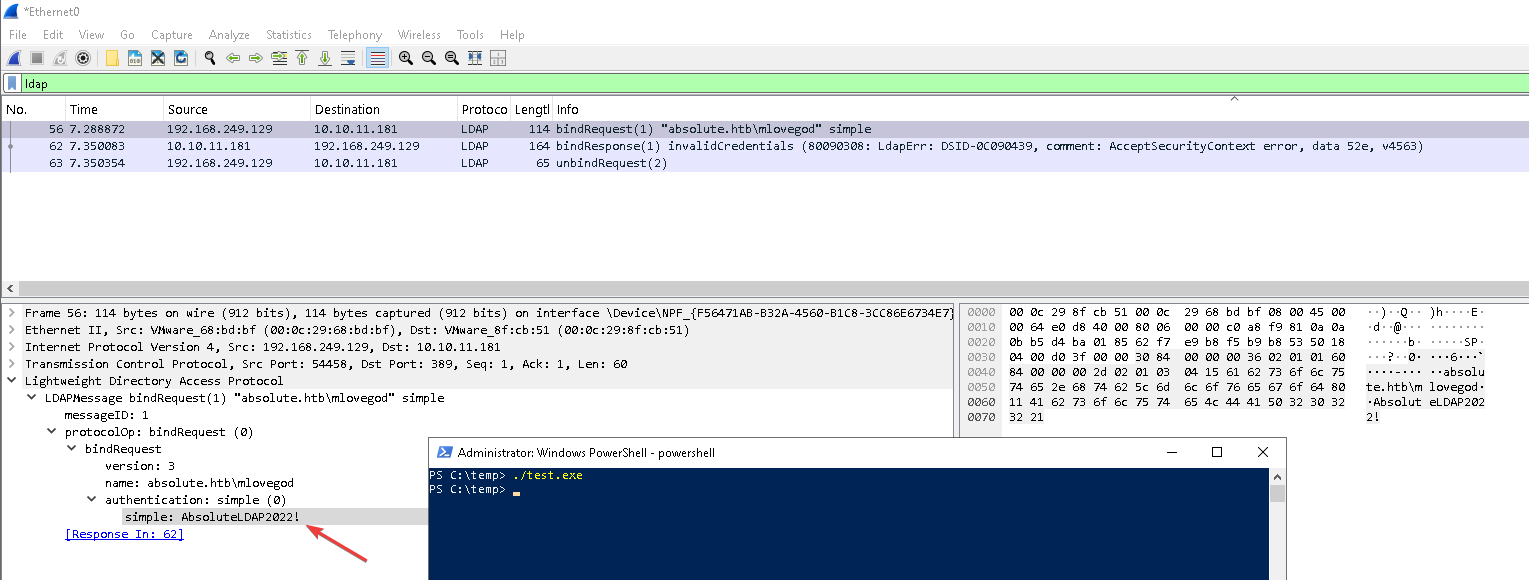 *Ethernet0
File Edit View Go Capture Analyze Statistics Telephony Wireless Tools Help
ldap
No. Time Source Destination Protoco Lengtl Info
56 7.288872 192.168.249.129 10.10.11.181 LDAP 114 bindRequest(1) "absolute.htb\mlovegod" simple
62 7.350083 10.10.11.181 192.168.249.129 LDAP 164 bindResponse(1) invalidCredentials (80090308: LdapErr: DSID-0C090439, comment: AcceptSecurityContext error, data 52e, v4563)
63 7.350354 192.168.249.129 10.10.11.181 LDAP 65 unbindRequest(2)
Frame 56: 114 bytes on wire (912 bits), 114 bytes captured (912 bits) on interface \Device\NPF_{F56471AB-B32A-4560-B1C8-3CC86E6734E7}
Ethernet II, Src: VMware_68:bd:bf (00:0c:29:68:bd:bf), Dst: VMware_8f:cb:51 (00:0c:29:8f:cb:51)
Internet Protocol Version 4, Src: 192.168.249.129, Dst: 10.10.11.181
Transmission Control Protocol, Src Port: 54458, Dst Port: 389, Seq: 1, Ack: 1, Len: 60
Lightweight Directory Access Protocol
LDAPMessage bindRequest(1) "absolute.htb\mlovegod" simple
messageID: 1
protocolOp: bindRequest (0)
bindRequest
version: 3
name: absolute.htb\mlovegod
authentication: simple (0)
simple: AbsoluteLDAP2022!
[Response In: 62]
0000 00 0c 29 8f cb 51 00 0c 29 68 bd bf 08 00 45 00 ··)··Q·· )h····E·
0010 00 64 e0 d8 40 00 80 06 00 00 c0 a8 f9 81 0a 0a ·d··@··· ········
0020 0b b5 d4 ba 01 85 62 f7 e9 b8 f5 b9 b8 53 50 18 ······b· ·····SP·
0030 04 00 d0 3f 00 00 30 84 00 00 00 36 02 01 01 60 ···?··0· ···6···`
0040 84 00 00 00 2d 02 01 03 04 15 61 62 73 6f 6c 75 ····-··· ··absolu
0050 74 65 2e 68 74 62 5c 6d 6c 6f 76 65 67 6f 64 80 te.htb\m lovegod·
0060 11 41 62 73 6f 6c 75 74 65 4c 44 41 50 32 30 32 ·Absolut eLDAP202
0070 32 21 2!
Administrator: Windows PowerShell - powershell
PS C:\temp> ./test.exe
PS C:\temp>